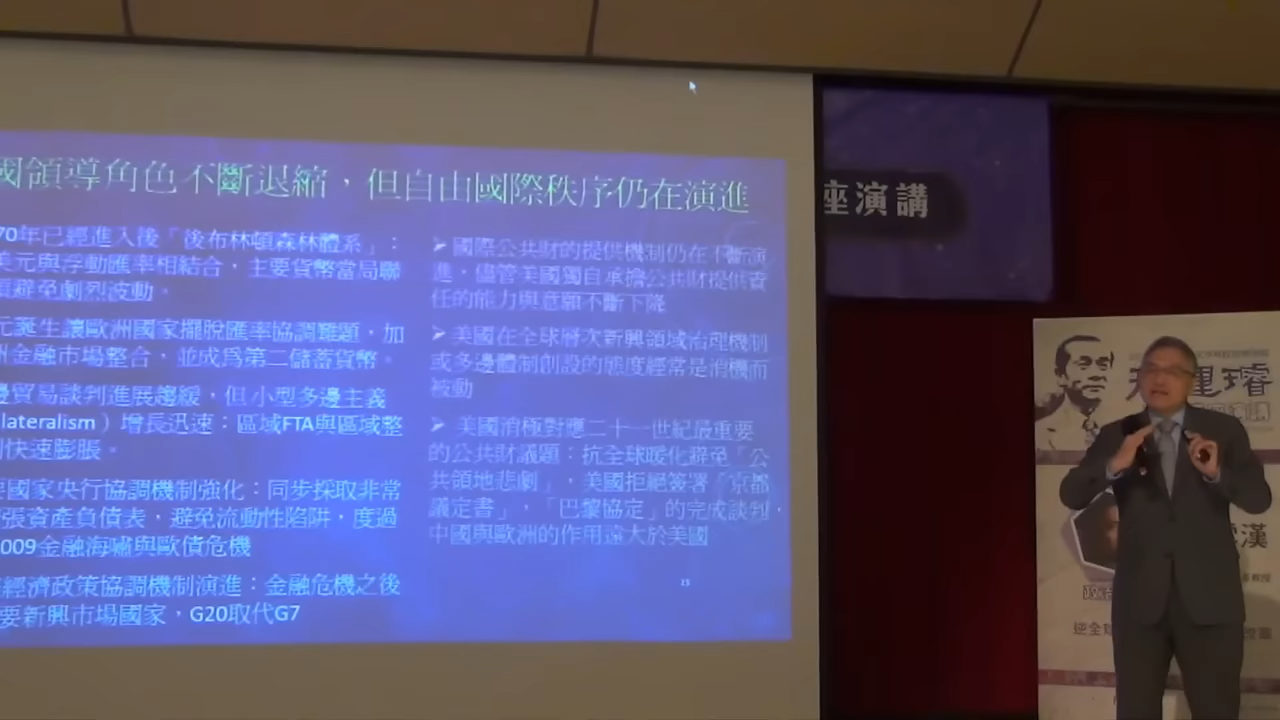 國領導角色不斷退縮，但自由國際秩序仍在演進
70年已經進入後「後布林頓森林體系」：
美元與浮動匯率相結合，主要貨幣當局聯
避免劇烈波動。
元誕生讓歐洲國家擺脫匯率協調難題，加
洲金融市場整合，並成為第二儲蓄貨幣。
邊貿易談判進展趨緩，但小型多邊主義
lateralism）增長迅速：區域FTA與區域整
快速膨脹。
要國家央行協調機制強化：同步採取非常
張資產負債表，避免流動性陷阱，度過
009金融海嘯與歐債危機
經濟政策協調機制演進：金融危機之後
要新興市場國家，G20取代G7
➢ 國際公共財的提供機制仍在不斷演
進，儘管美國獨自承擔公共財提供責
任的能力與意願不斷下降
➢ 美國在全球層次新興領域治理機制
或多邊體制創設的態度經常是消極而
被動
➢ 美國消極對應二十一世紀最重要
的公共財議題：抗全球暖化避免「公
共領地悲劇」，美國拒絕簽署「京都
議定書」，「巴黎協定」的完成談判，
中國與歐洲的作用遠大於美國
15
座演講
理璿
漢
逆全球